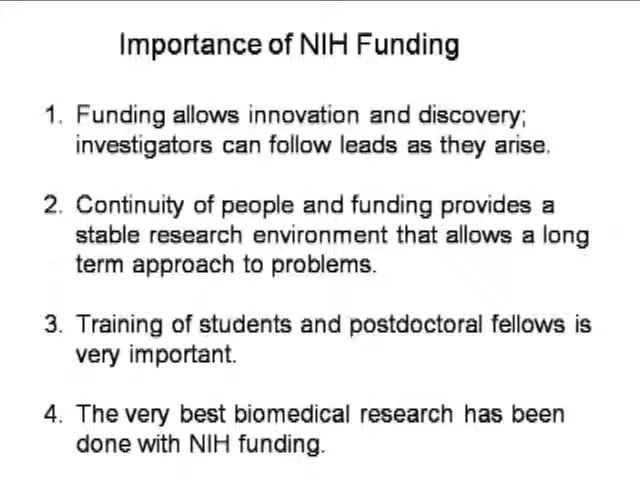 Importance of NIH Funding
1. Funding allows innovation and discovery;
investigators can follow leads as they arise.
2. Continuity of people and funding provides a
stable research environment that allows a long
term approach to problems.
3. Training of students and postdoctoral fellows is
very important.
4. The very best biomedical research has been
done with NIH funding.